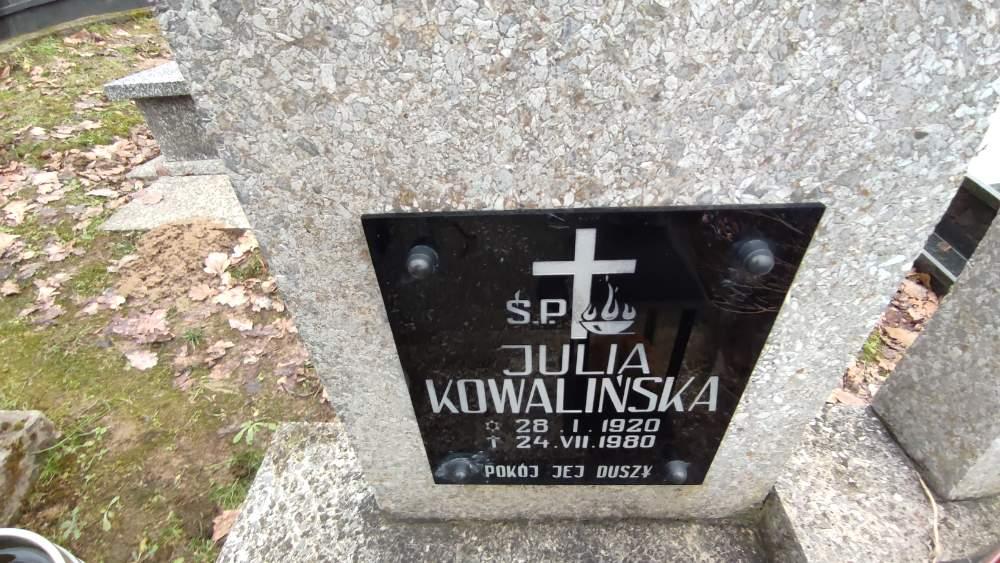 Ś.P.
JULIA
KOWALIŃSKA
✡ 28.I.1920
† 24.VII.1980
POKÓJ JEJ DUSZY